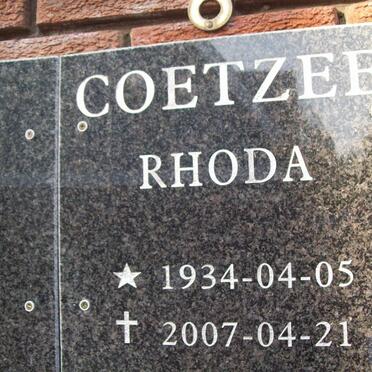 COETZEE
RHODA
★ 1934-04-05
✝ 2007-04-21